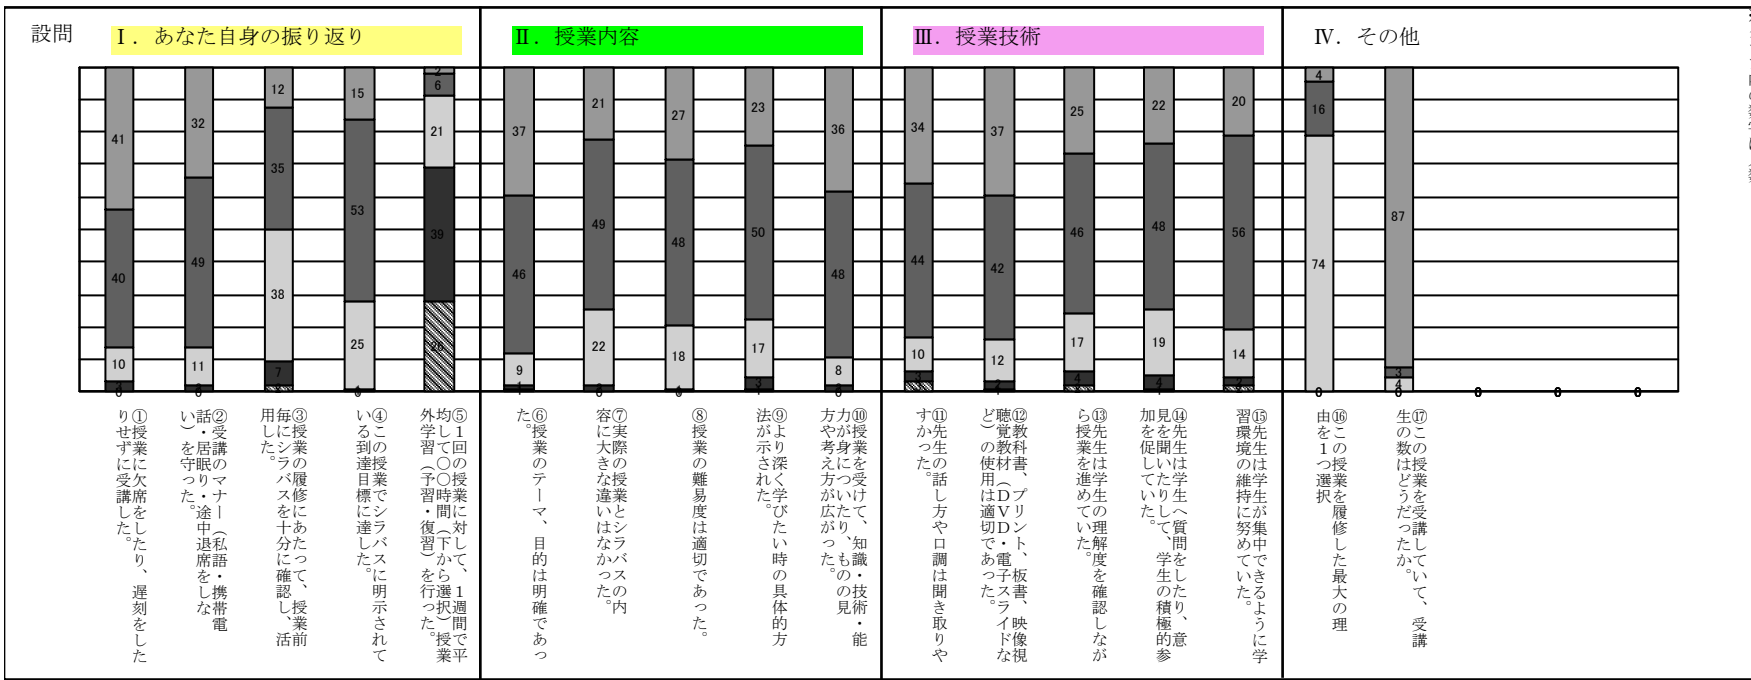 設問
Ⅰ．あなた自身の振り返り
Ⅱ．授業内容
Ⅲ．授業技術
Ⅳ．その他
41
40
10
32
49
11
12
35
38
7
15
53
25
2
6
21
39
26
37
46
9
1
21
49
22
27
48
18
23
50
17
3
36
48
8
34
44
10
3
37
42
12
2
25
46
17
4
22
48
19
4
20
56
14
2
4
16
74
0
87
3
4
0
0
0
0
①授業に欠席をしたり、遅刻をした
りせずに受講した。
②受講のマナー（私語・携帯電
話・居眠り・途中退席をしな
い）を守った。
③授業の履修にあたって、授業前
毎にシラバスを十分に確認し、活
用した。
④この授業でシラバスに明示されて
いる到達目標に達した。
⑤１回の授業に対して、１週間で平
均して○○時間（下から選択）授業
外学習（予習・復習）を行った。
⑥授業のテーマ、目的は明確であっ
た。
⑦実際の授業とシラバスの内
容に大きな違いはなかった。
⑧授業の難易度は適切であった。
⑨より深く学びたい時の具体的方
法が示された。
⑩授業を受けて、知識・技術・能
力が身についたり、ものの見
方や考え方が広がった。
⑪先生の話し方や口調は聞き取りや
すかった。
⑫教科書、プリント、板書、映像視
聴覚教材（ＤＶＤ・電子スライドな
ど）の使用は適切であった。
⑬先生は学生の理解度を確認しなが
ら授業を進めていた。
⑭先生は学生へ質問をしたり、意
見を聞いたりして、学生の積極的参
加を促していた。
⑮先生は学生が集中できるように学
習環境の維持に努めていた。
⑯この授業を履修した最大の理
由を１つ選択
⑰この授業を受講していて、受講
生の数はどうだったか。